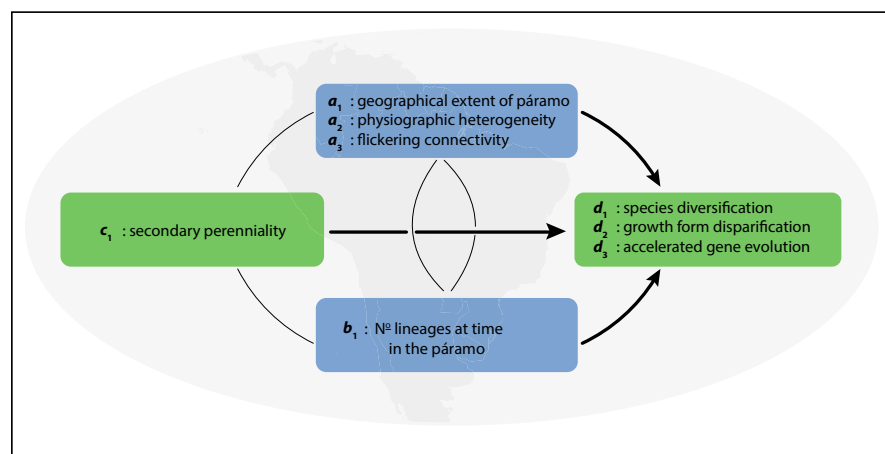 a1 : geographical extent of páramo
a2 : physiographic heterogeneity
a3 : flickering connectivity
c1 : secondary perenniality
d1 : species diversification
d2 : growth form disparification
d3 : accelerated gene evolution
b1 : Nº lineages at time
in the páramo